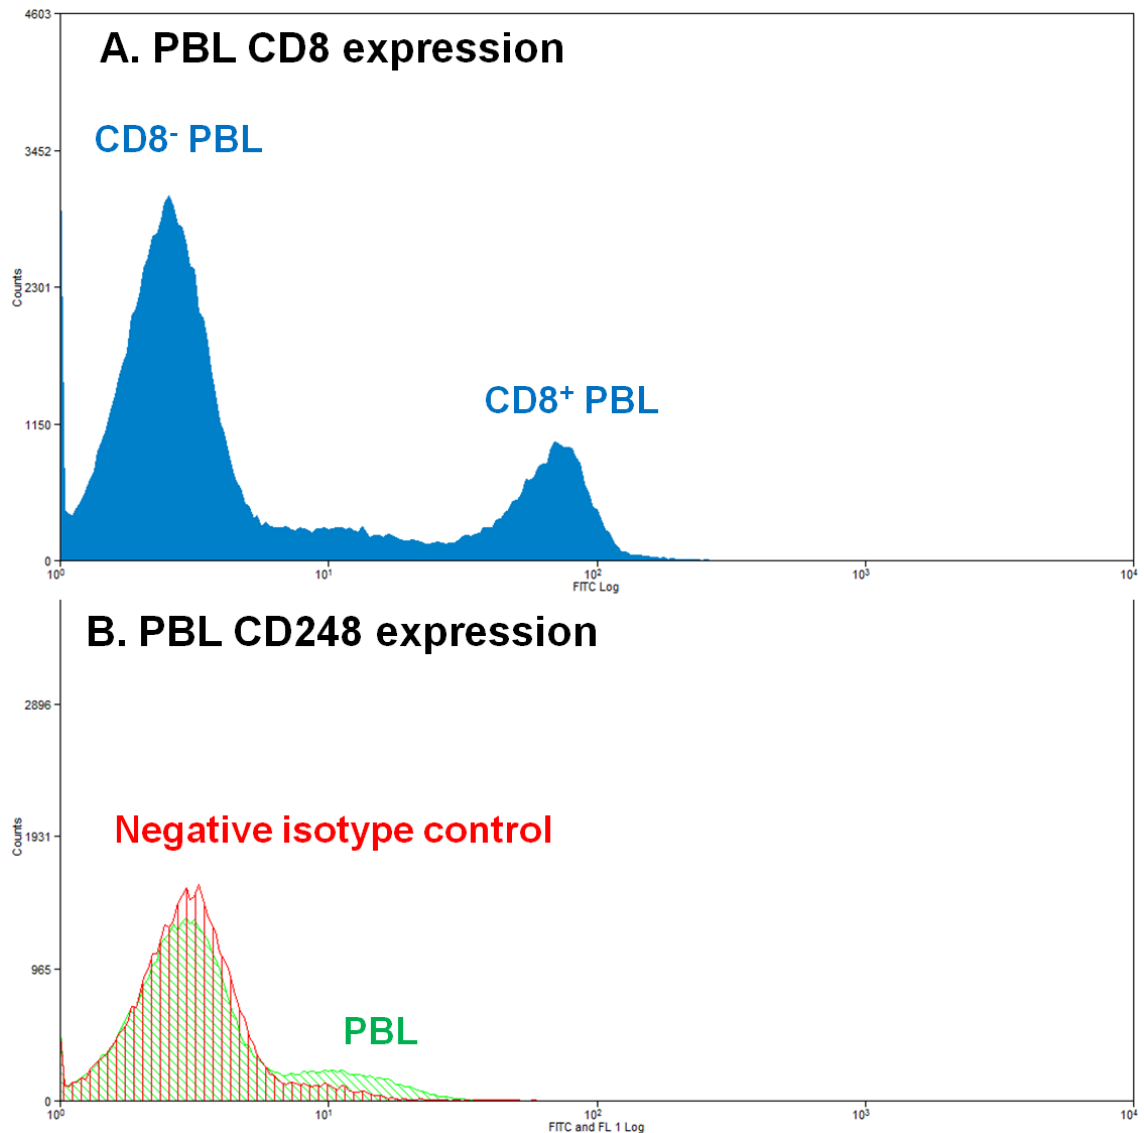 4603
A. PBL CD8 expression
CD8⁻ PBL
3452
Counts
2301
CD8⁺ PBL
1150
0
10⁰ 10¹ 10² 10³ 10⁴
FITC Log
B. PBL CD248 expression
2896
Negative isotype control
1931
Counts
965
PBL
0
10⁰ 10¹ 10² 10³ 10⁴
FITC and FL 1 Log